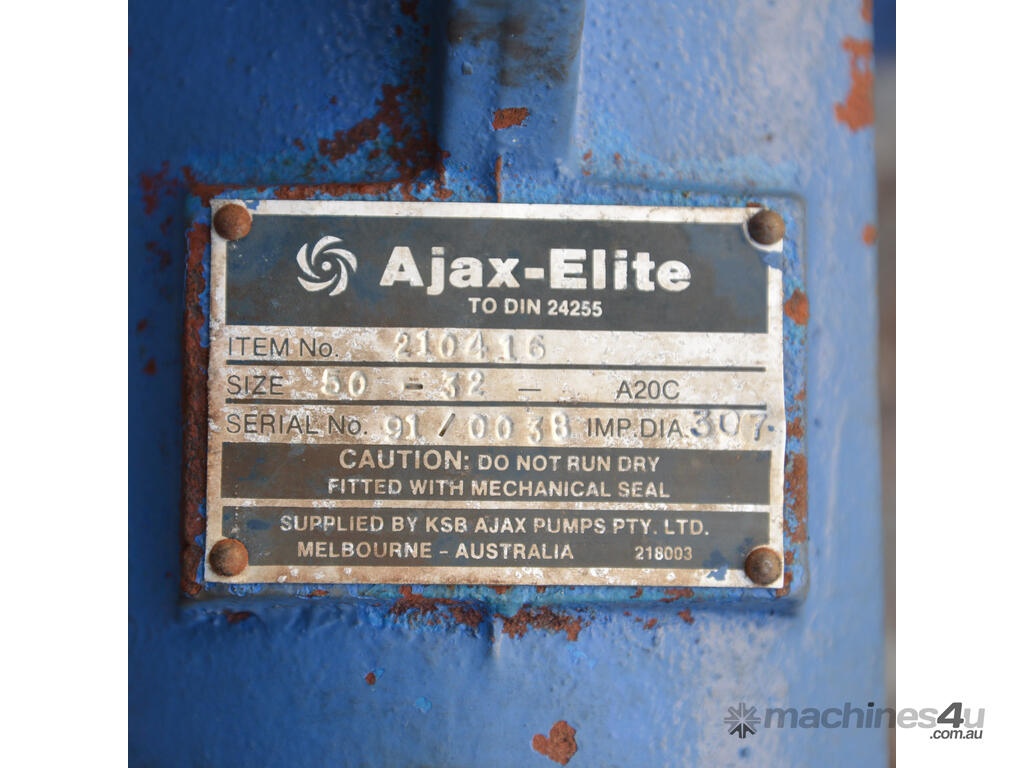 Ajax-Elite
TO DIN 24255
ITEM No. 210416
SIZE 50 - 32 - A20C
SERIAL No. 91/0038 IMP.DIA. 307
CAUTION: DO NOT RUN DRY
FITTED WITH MECHANICAL SEAL
SUPPLIED BY KSB AJAX PUMPS PTY. LTD.
MELBOURNE - AUSTRALIA 218003
machines4u
.com.au